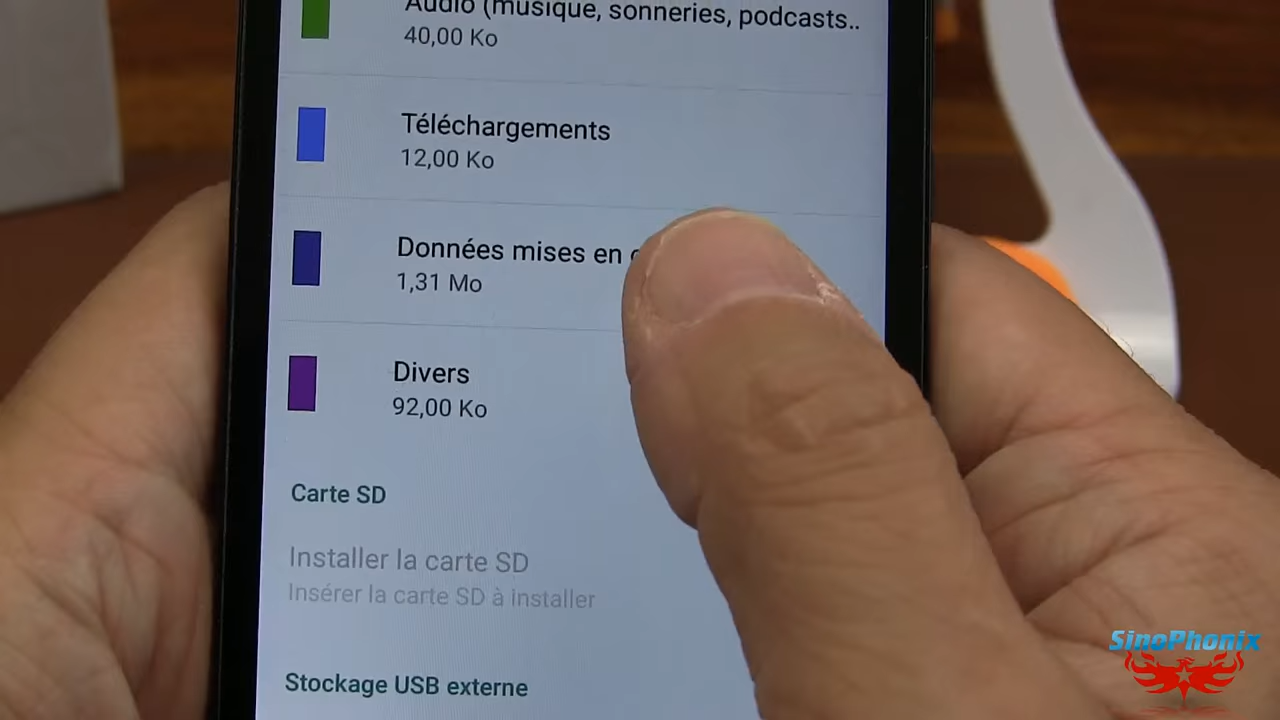 Audio (musique, sonneries, podcasts..
40,00 Ko
Téléchargements
12,00 Ko
Données mises en
1,31 Mo
Divers
92,00 Ko
Carte SD
Installer la carte SD
Insérer la carte SD à installer
Stockage USB externe
SinoPhonix